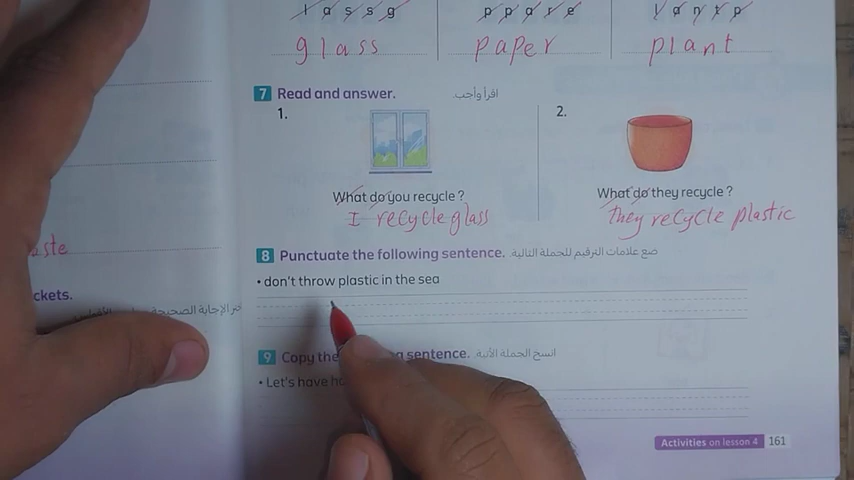 l a s s g p p a r e l a n t p
glass paper plant
7 Read and answer. اقرأ وأجب.
1. 2.
What do you recycle? What do they recycle?
I recycle glass They recycle plastic
8 Punctuate the following sentence. ضع علامات الترقيم للجملة التالية.
• don't throw plastic in the sea
ckets.
9 Copy the sentence. انسخ الجملة الآتية.
• Let's have
Activities on lesson 4 161